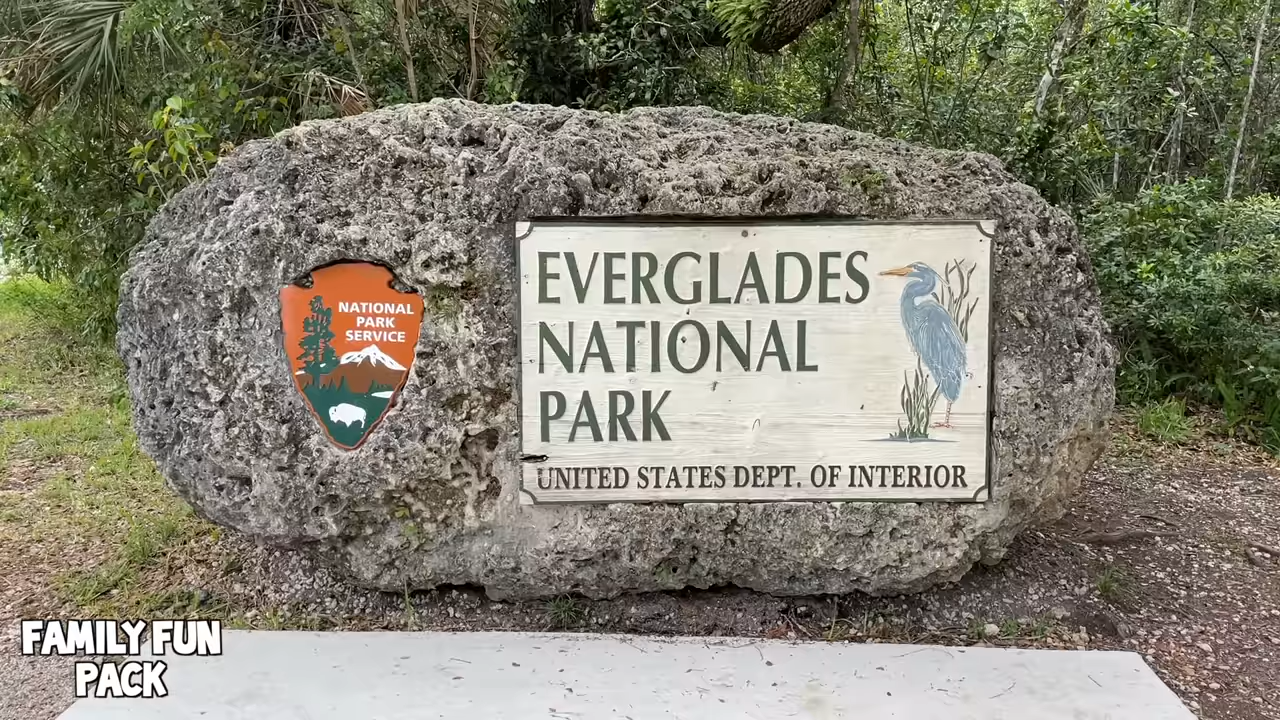 NATIONAL
PARK
SERVICE
EVERGLADES
NATIONAL
PARK
UNITED STATES DEPT. OF INTERIOR
FAMILY FUN
PACK